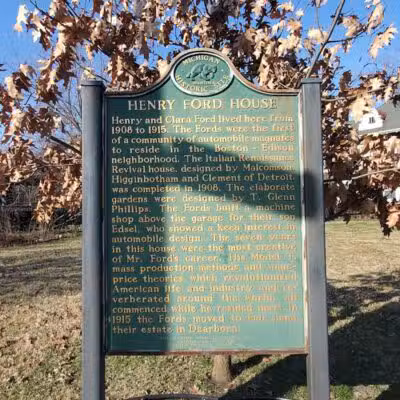 MICHIGAN
HISTORIC SITE
HENRY FORD HOUSE
Henry and Clara Ford lived here from
1908 to 1915. The Fords were the first
of a community of automobile magnates
to reside in the Boston-Edison
neighborhood. The Italian Renaissance
Revival house, designed by Malcomson,
Higginbotham and Clement of Detroit,
was completed in 1908. The elaborate
gardens were designed by T. Glenn
Phillips. The Fords built a machine
shop above the garage for their son
Edsel, who showed a keen interest in
automobile design. The seven years
in this house were the most creative
of Mr. Ford's career. His Model T,
mass production methods and
price theories which revolutionized
American life and industry and re-
verberated around the world, all
commenced while he resided here. In
1915 the Fords moved to
their estate in Dearborn.